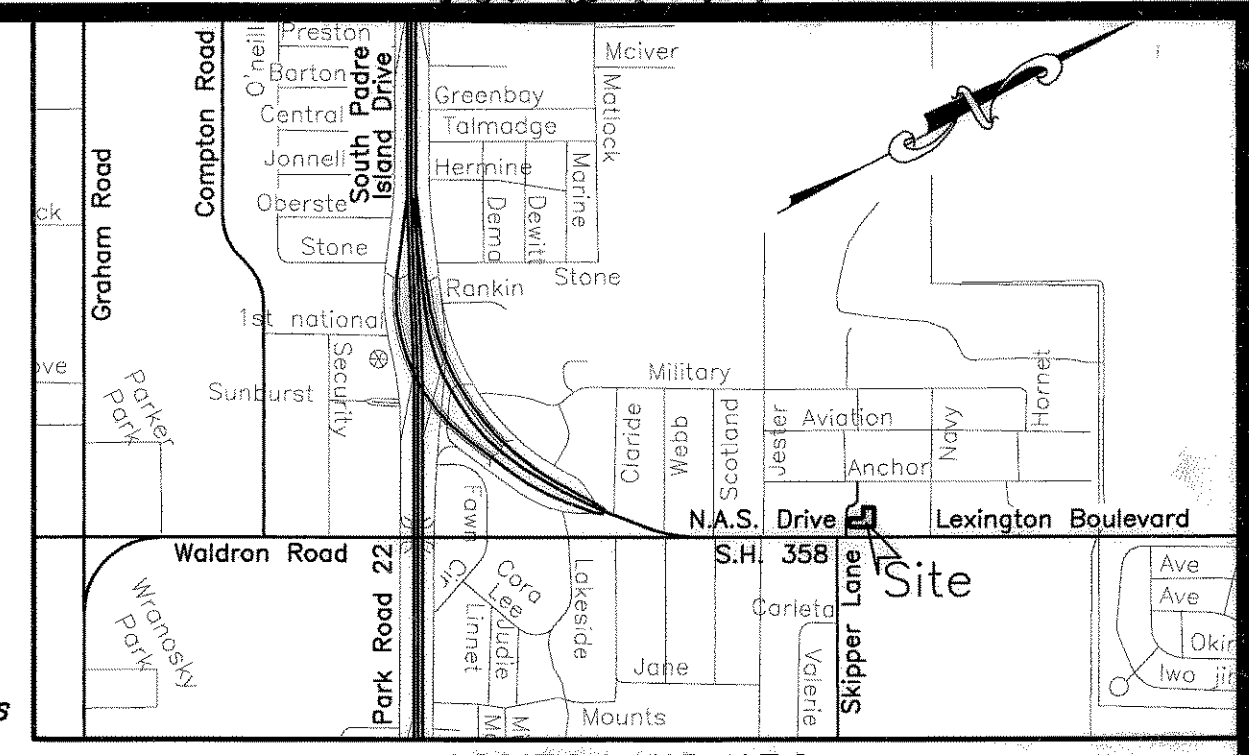 Graham Road
Compton Road
O'neill
Preston
Barton
Central
Jonnell
Oberste
Stone
South Padre
Island Drive
Mciver
Matlock
Greenbay
Talmadge
Hermine
Marine
Dema
Dewitt
Stone
Rankin
N
ck
ove
1st national
Security
Sunburst
Parker
Park
Military
Claride
Webb
Scotland
Jester
Aviation
Navy
Hornet
Anchor
N.A.S. Drive
Lexington Boulevard
Waldron Road
S.H. 358
Site
Skipper Lane
Park Road 22
Wranosky
Park
Fawn
Cir
Cora
Lee
Linnet
Judie
Lakeside
Jane
Mounts
Carleta
Valerie
Ave
Ave
Okin
Iwo
s